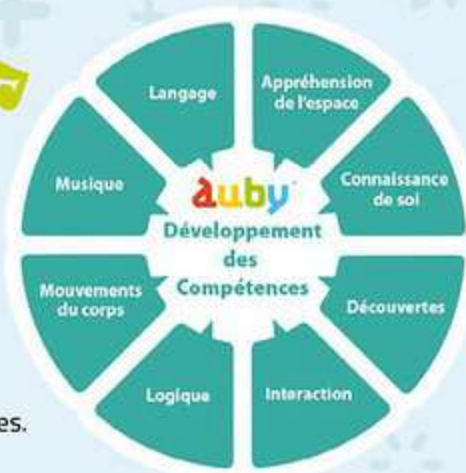 Langage
Appréhension
de l'espace
Connaissance
de soi
Découvertes
Interaction
Logique
Mouvements
du corps
Musique
auby
Développement
des
Compétences
es.